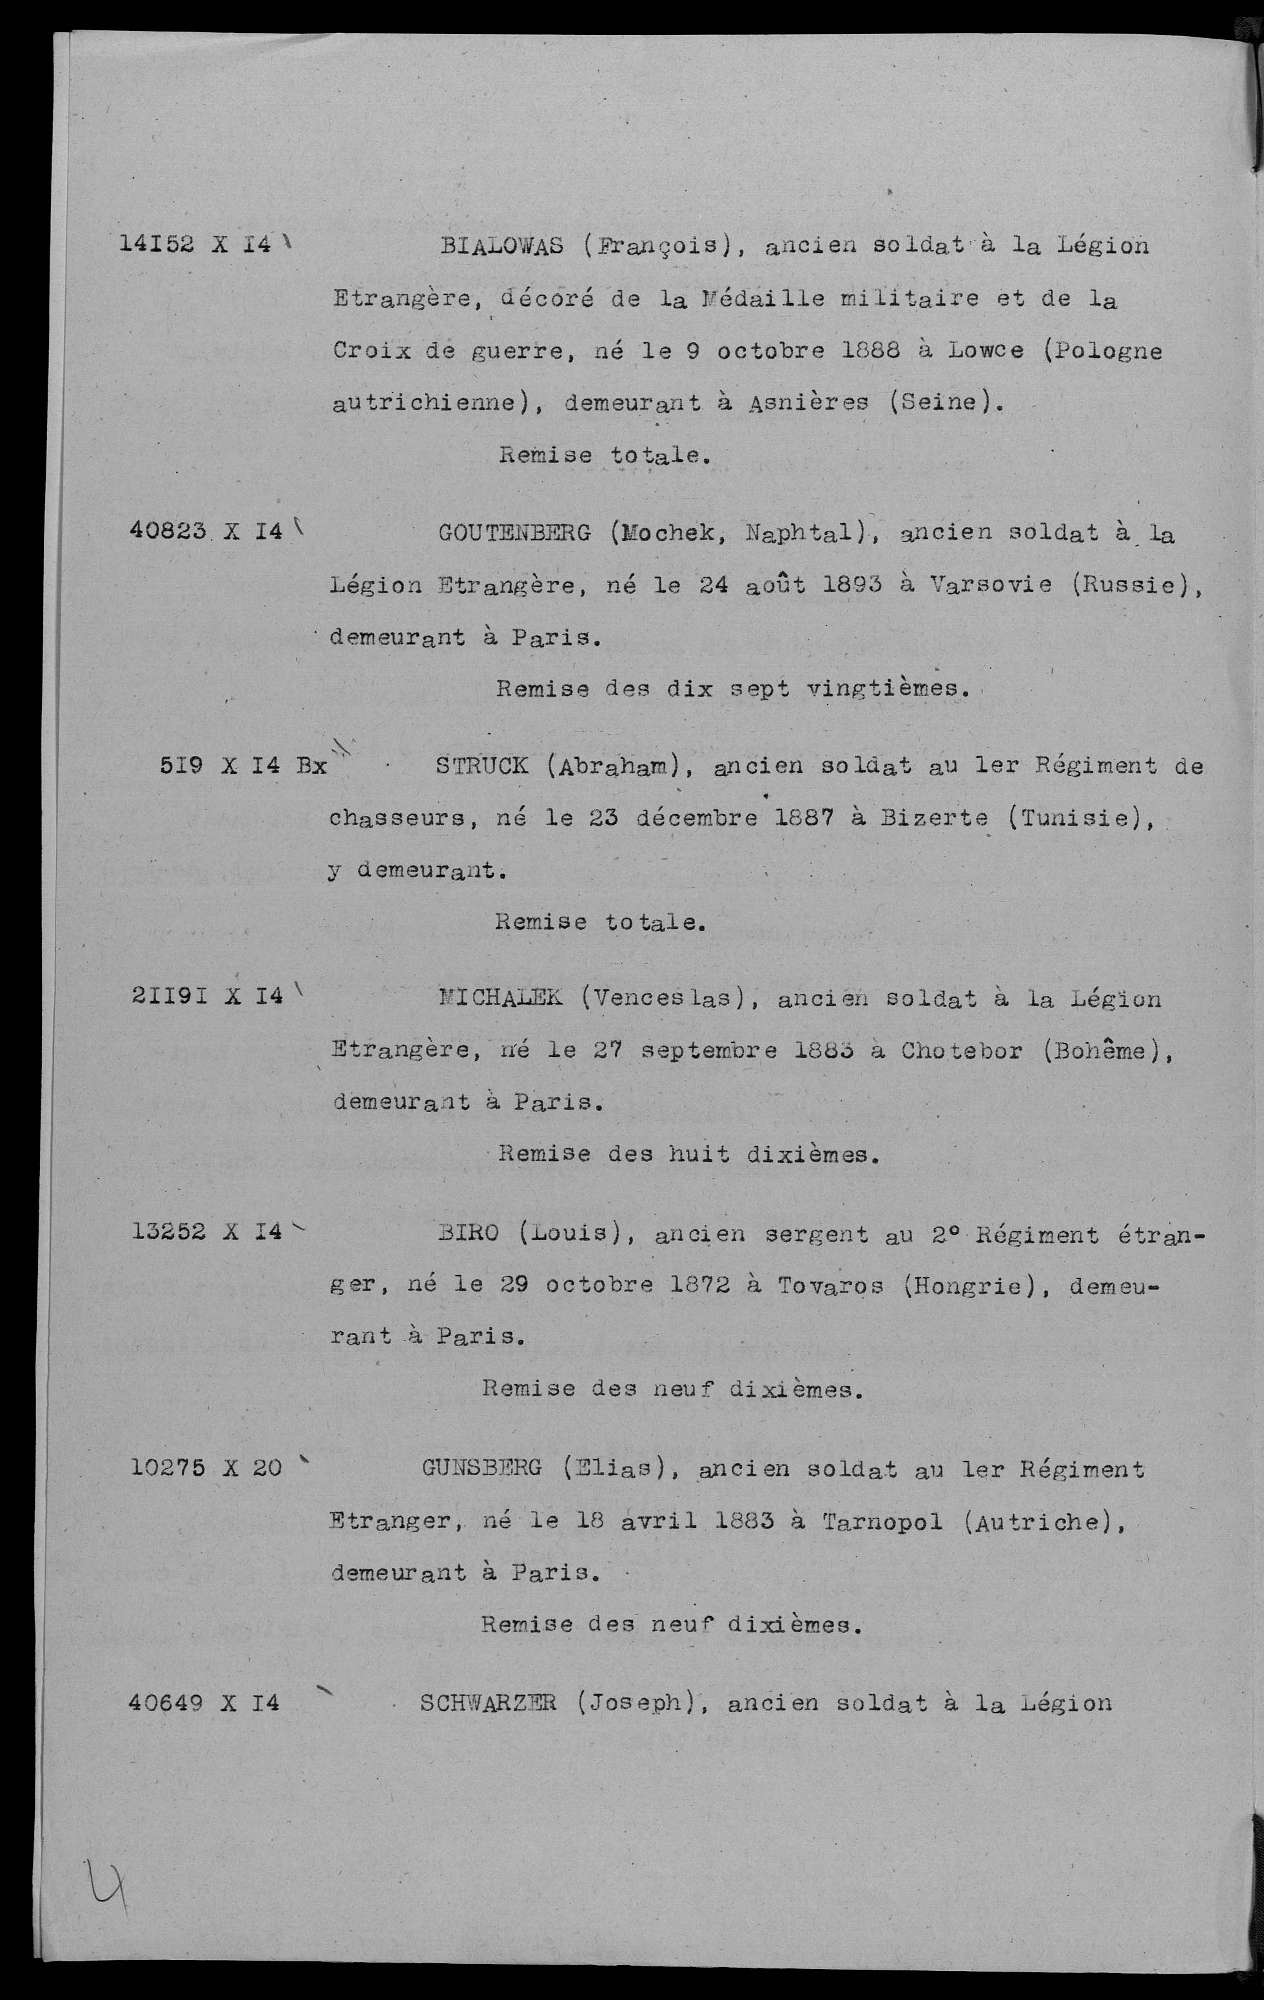 14I52 X I4 \ BIALOWAS (François), ancien soldat à la Légion
Etrangère, décoré de la Médaille militaire et de la
Croix de guerre, né le 9 octobre 1888 à Lowce (Pologne
autrichienne), demeurant à Asnières (Seine).
Remise totale.
40823 X I4 \ GOUTENBERG (Mochek, Naphtal), ancien soldat à la
Légion Etrangère, né le 24 août 1893 à Varsovie (Russie),
demeurant à Paris.
Remise des dix sept vingtièmes.
5I9 X I4 Bx \\ STRUCK (Abraham), ancien soldat au 1er Régiment de
chasseurs, né le 23 décembre 1887 à Bizerte (Tunisie),
y demeurant.
Remise totale.
2II9I X I4 \ MICHALEK (Venceslas), ancien soldat à la Légion
Etrangère, né le 27 septembre 1883 à Chotebor (Bohême),
demeurant à Paris.
Remise des huit dixièmes.
13252 X I4 \ BIRO (Louis), ancien sergent au 2° Régiment étran-
ger, né le 29 octobre 1872 à Tovaros (Hongrie), demeu-
rant à Paris.
Remise des neuf dixièmes.
10275 X 20 \ GUNSBERG (Elias), ancien soldat au 1er Régiment
Etranger, né le 18 avril 1883 à Tarnopol (Autriche),
demeurant à Paris.
Remise des neuf dixièmes.
40649 X I4 \ SCHWARZER (Joseph), ancien soldat à la Légion
4